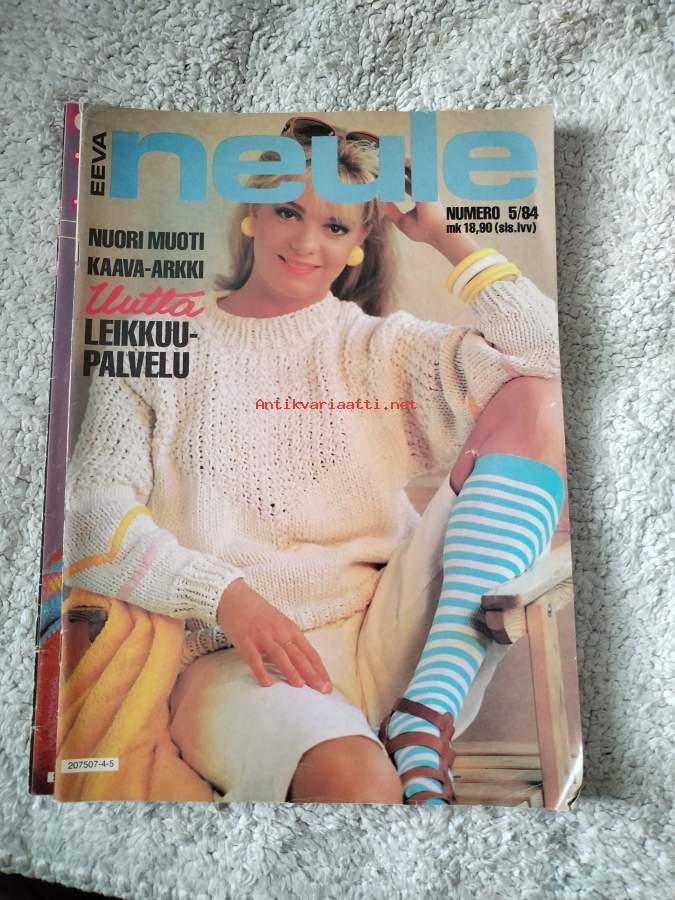 EEVA
neule
NUMERO 5/84
mk 18,90 (sis.lvv)
NUORI MUOTI
KAAVA-ARKKI
Uutta
LEIKKUU-
PALVELU
Antikvariaatti.net
207507-4-5